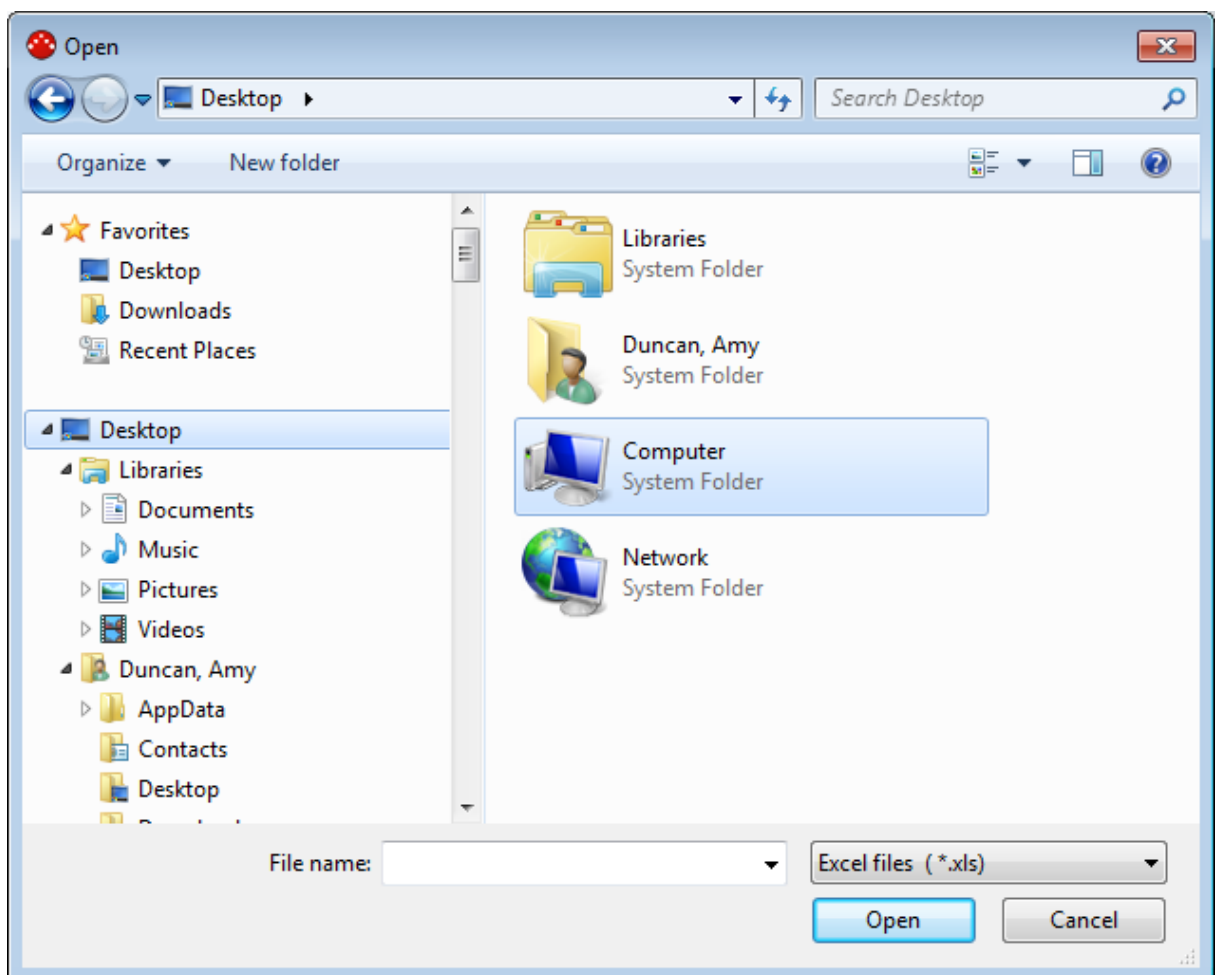 Open
Desktop
Search Desktop
Organize
New folder
Favorites
Desktop
Downloads
Recent Places
Desktop
Libraries
Documents
Music
Pictures
Videos
Duncan, Amy
AppData
Contacts
Desktop
Libraries
System Folder
Duncan, Amy
System Folder
Computer
System Folder
Network
System Folder
File name:
Excel files ( *.xls)
Open
Cancel